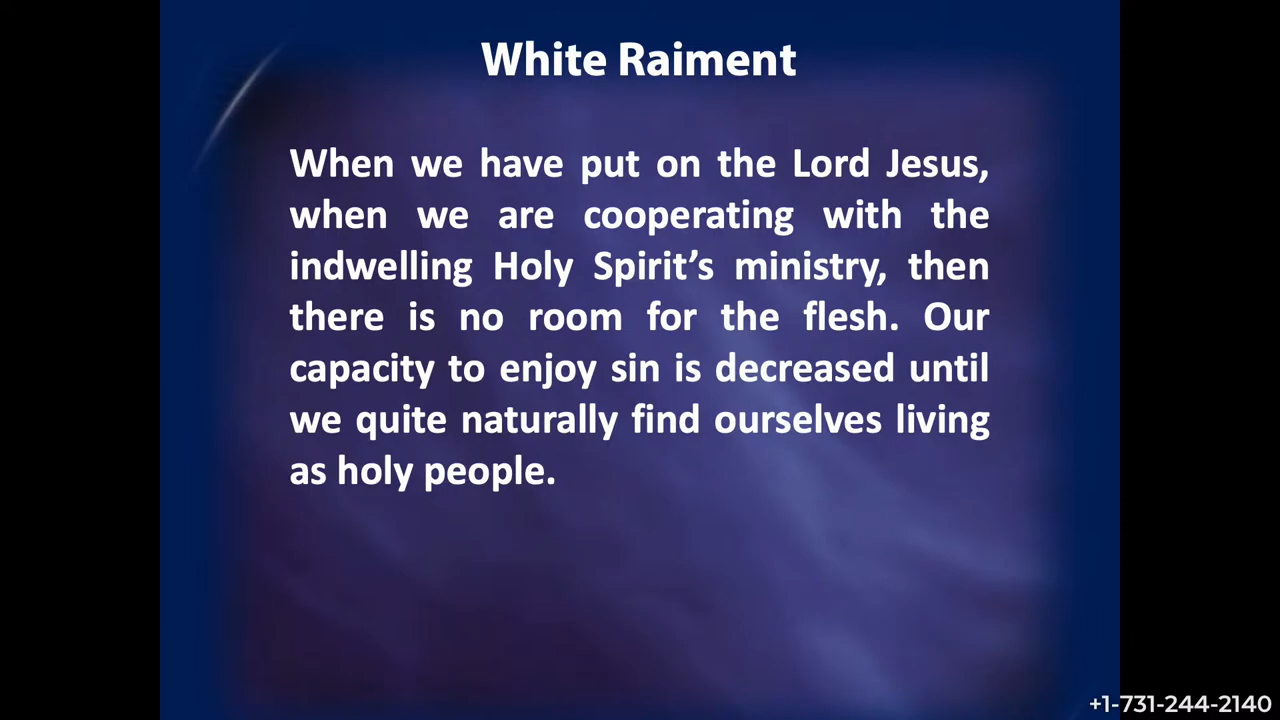 White Raiment
When we have put on the Lord Jesus,
when we are cooperating with the
indwelling Holy Spirit’s ministry, then
there is no room for the flesh. Our
capacity to enjoy sin is decreased until
we quite naturally find ourselves living
as holy people.
+1-731-244-2140